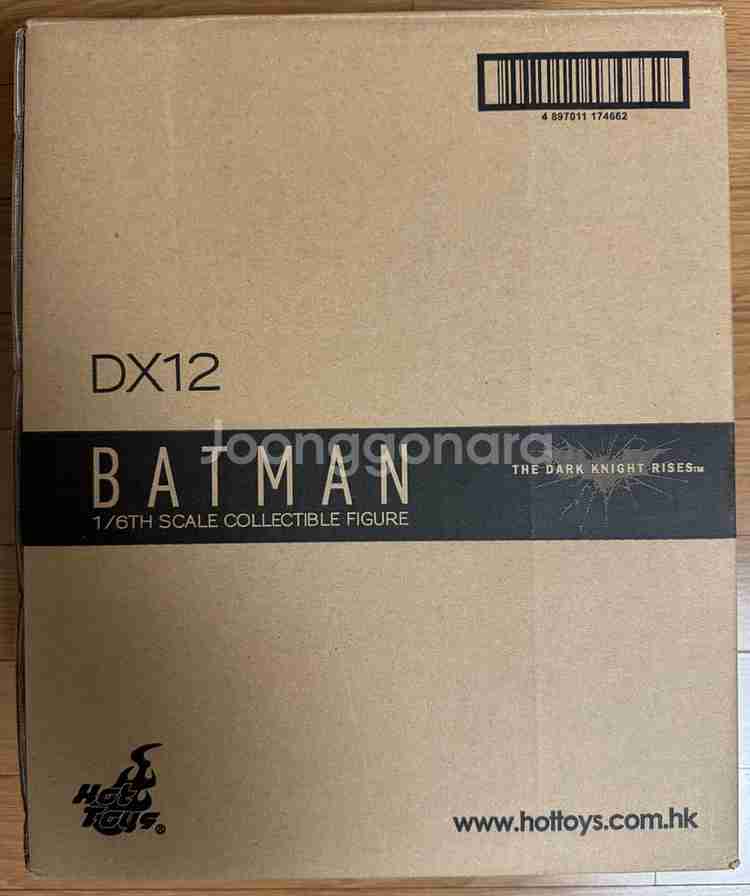 4 897011 174662
DX12
BATMAN
Joonggonara
THE DARK KNIGHT RISES™
1/6TH SCALE COLLECTIBLE FIGURE
Hot
Toys®
www.hottoys.com.hk